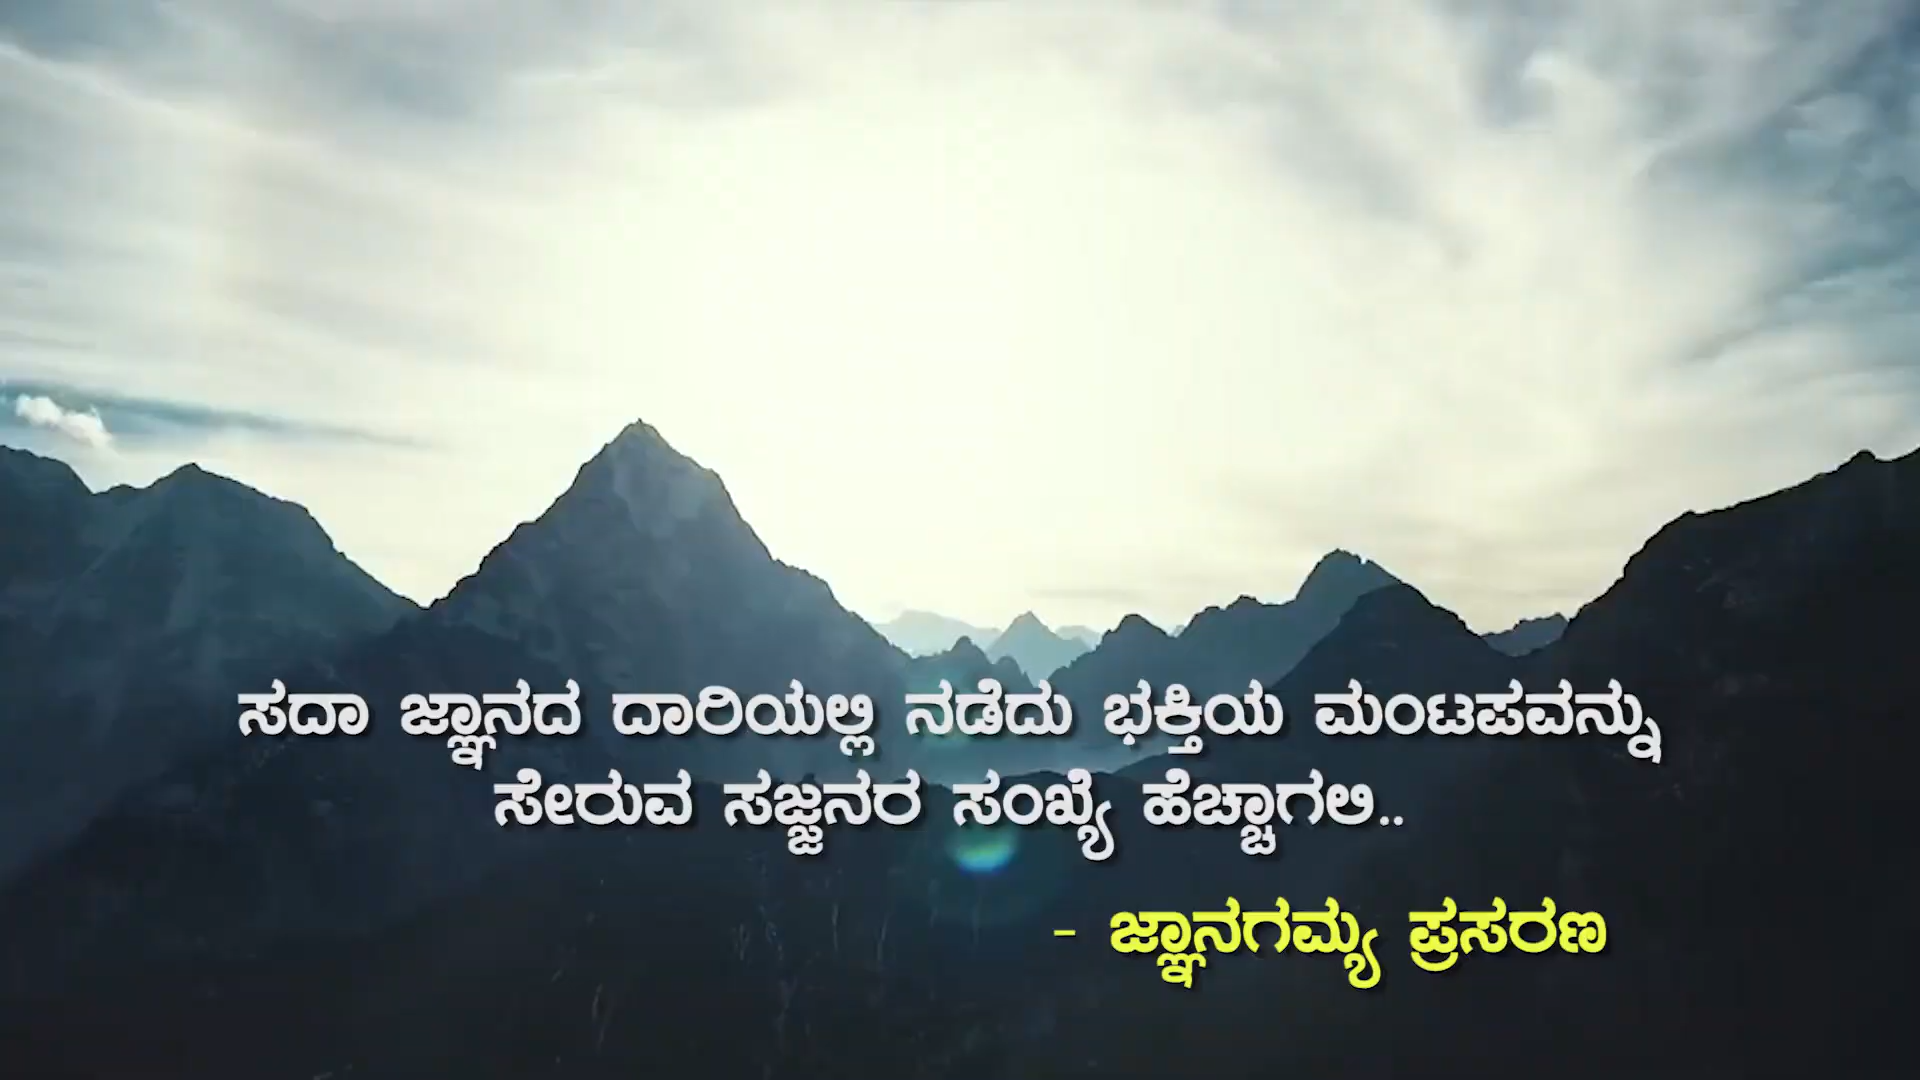 ಸದಾ ಜ್ಞಾನದ ದಾರಿಯಲ್ಲಿ ನಡೆದು ಭಕ್ತಿಯ ಮಂಟಪವನ್ನು
ಸೇರುವ ಸಜ್ಜನರ ಸಂಖ್ಯೆ ಹೆಚ್ಚಾಗಲಿ..
- ಜ್ಞಾನಗಮ್ಯ ಪ್ರಸರಣ